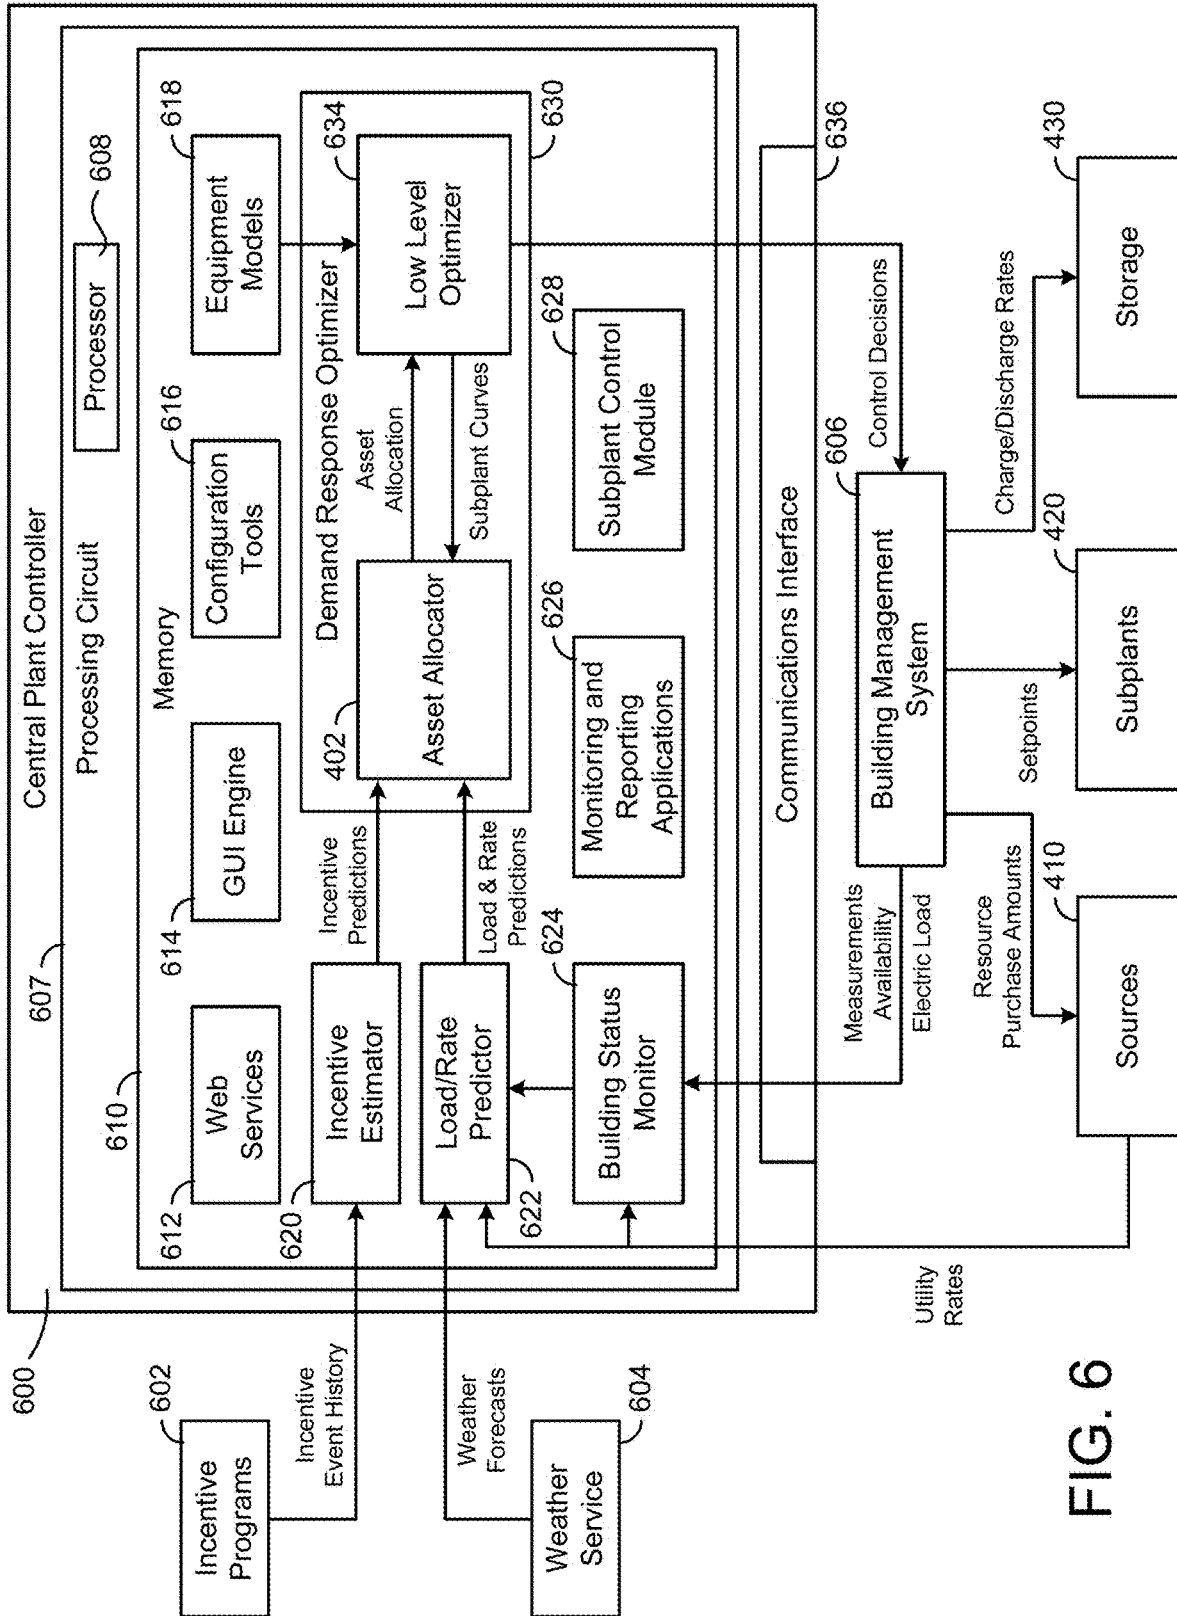 600
Central Plant Controller
607
Processing Circuit
Processor
608
610
Memory
612
Web
Services
614
GUI Engine
616
Configuration
Tools
618
Equipment
Models
602
Incentive
Programs
Incentive
Event History
620
Incentive
Estimator
Incentive
Predictions
Demand Response Optimizer
630
402
Asset Allocator
Asset
Allocation
Subplant Curves
634
Low Level
Optimizer
Weather
Forecasts
604
Weather
Service
Load/Rate
Predictor
622
Load & Rate
Predictions
624
Building Status
Monitor
626
Monitoring and
Reporting
Applications
628
Subplant Control
Module
Communications Interface
636
Measurements
Availability
Electric Load
606
Building Management
System
Control Decisions
Utility
Rates
Resource
Purchase Amounts
Setpoints
Charge/Discharge Rates
410
Sources
420
Subplants
430
Storage
FIG. 6